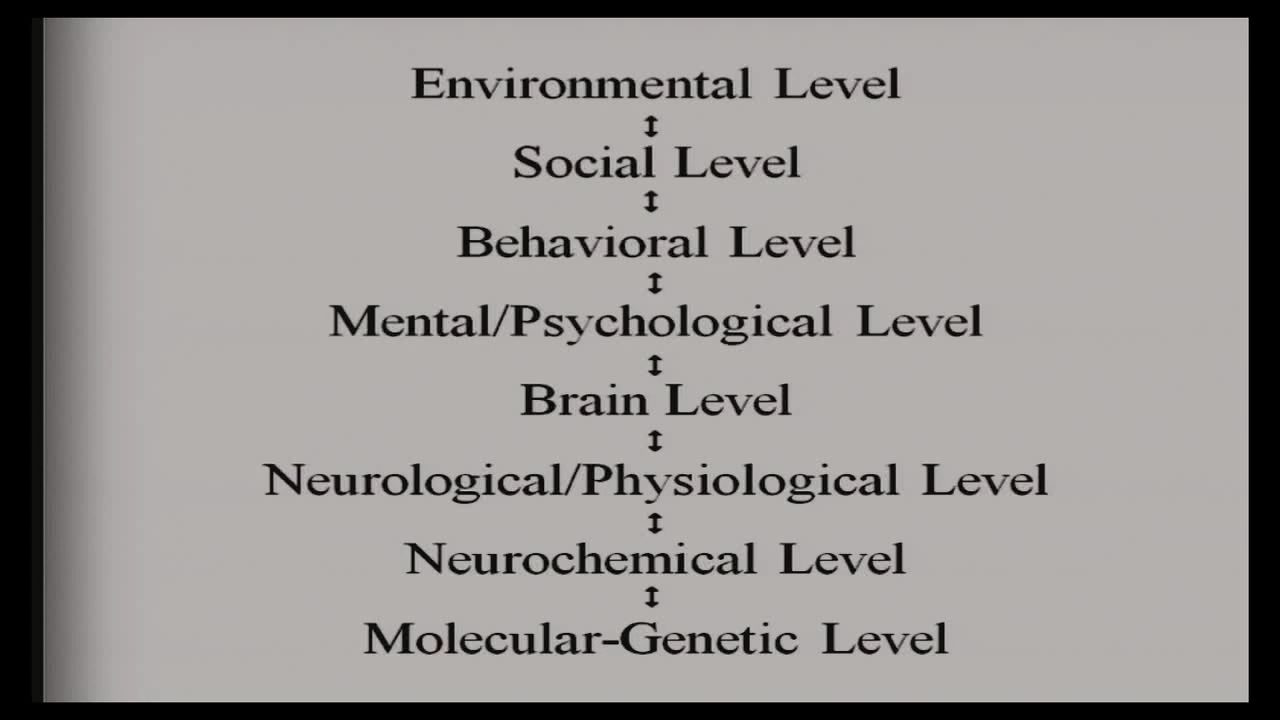 Environmental Level
↕
Social Level
↕
Behavioral Level
↕
Mental/Psychological Level
↕
Brain Level
↕
Neurological/Physiological Level
↕
Neurochemical Level
↕
Molecular-Genetic Level